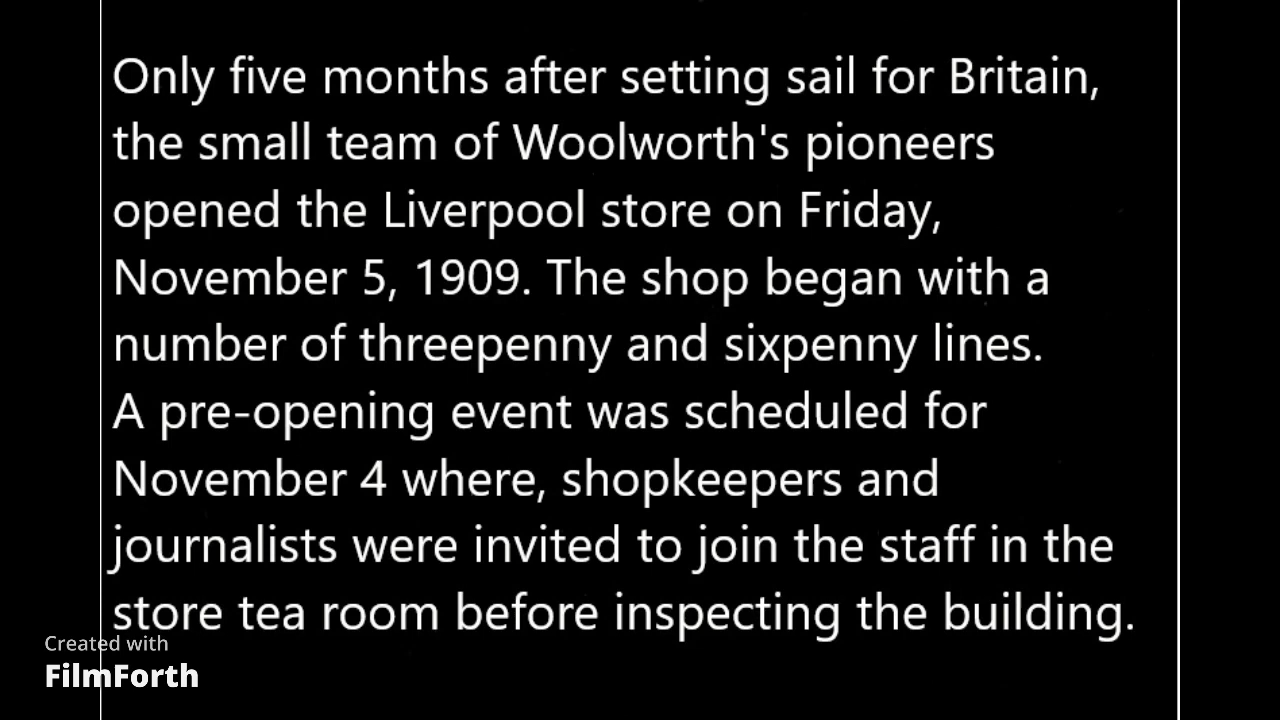 Only five months after setting sail for Britain,
the small team of Woolworth's pioneers
opened the Liverpool store on Friday,
November 5, 1909. The shop began with a
number of threepenny and sixpenny lines.
A pre-opening event was scheduled for
November 4 where, shopkeepers and
journalists were invited to join the staff in the
store tea room before inspecting the building.
Created with
FilmForth